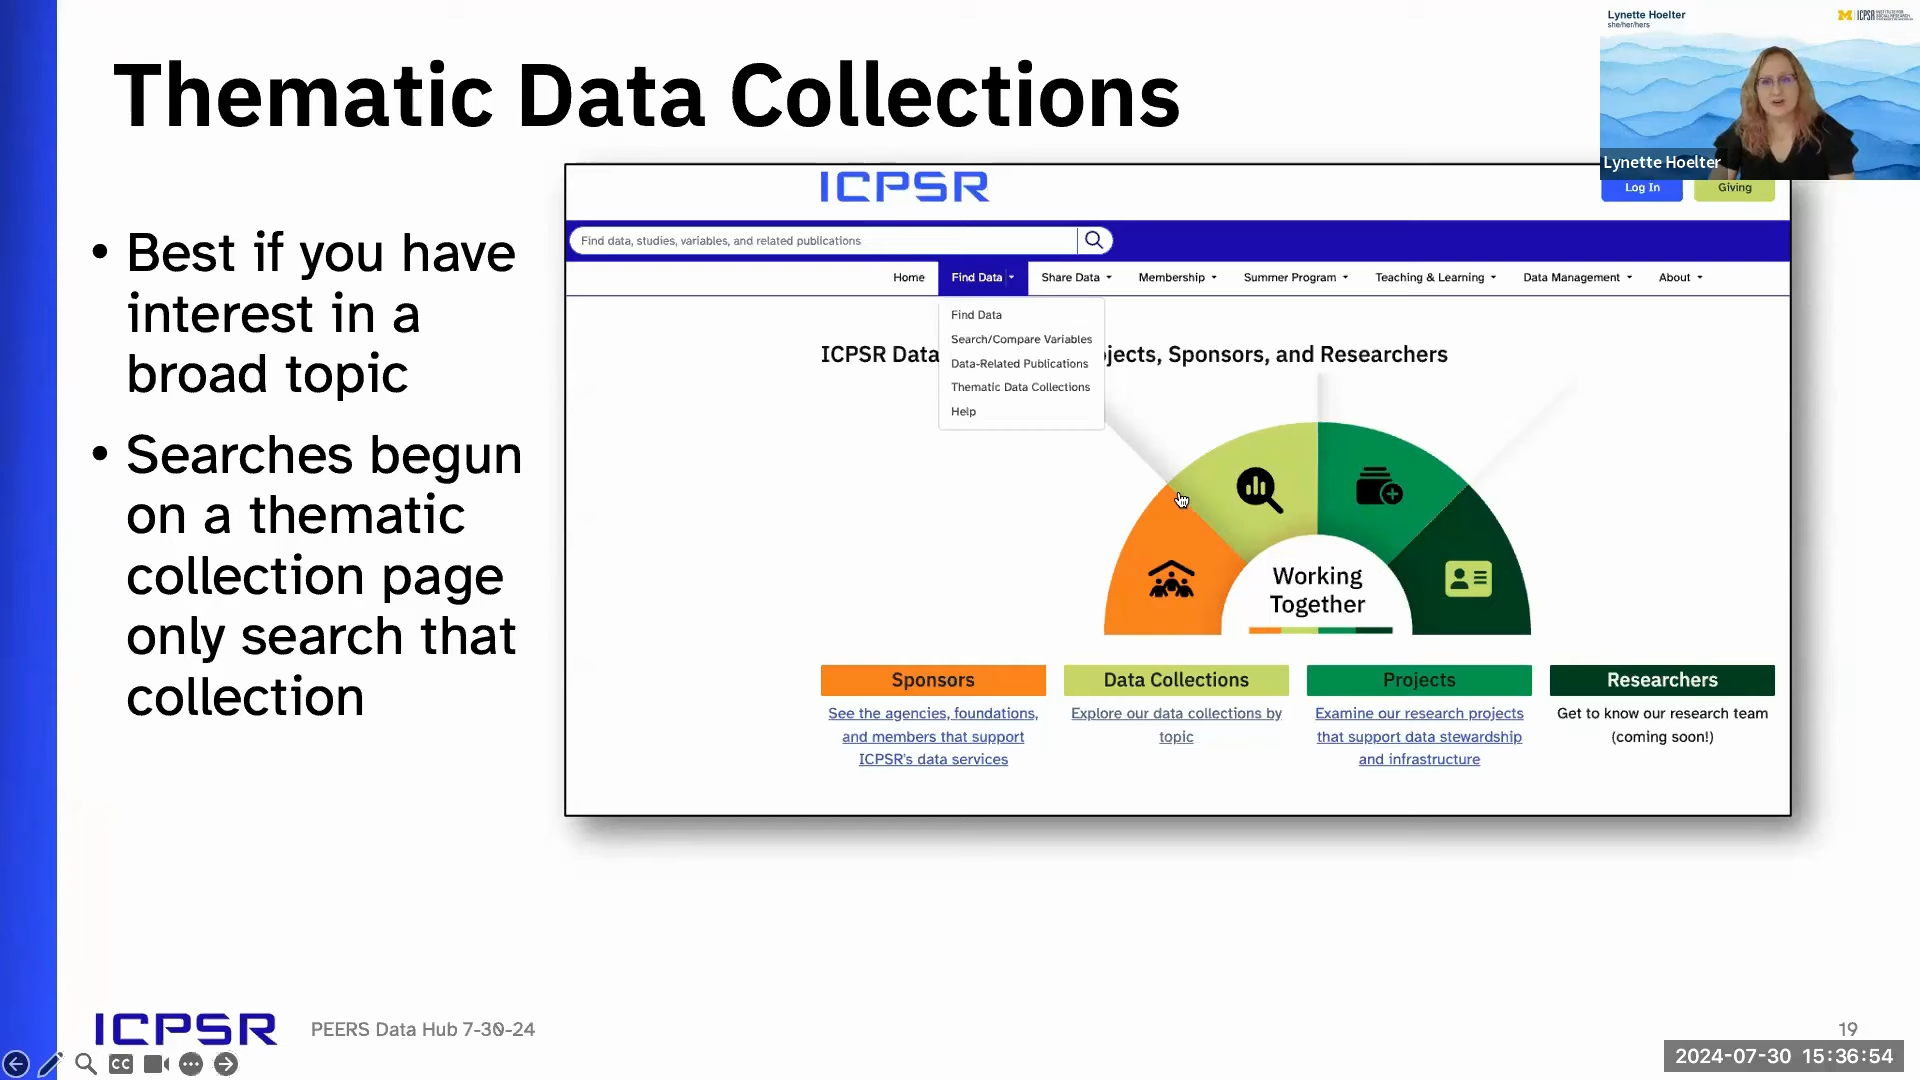 Thematic Data Collections
Lynette Hoelter
she/her/hers
ICPSR
Lynette Hoelter
• Best if you have
interest in a
broad topic
• Searches begun
on a thematic
collection page
only search that
collection
ICPSR
Log In
Giving
Find data, studies, variables, and related publications
Home
Find Data
Share Data
Membership
Summer Program
Teaching & Learning
Data Management
About
Find Data
Search/Compare Variables
Data-Related Publications
Thematic Data Collections
Help
ICPSR Data
jects, Sponsors, and Researchers
Working
Together
Sponsors
See the agencies, foundations,
and members that support
ICPSR's data services
Data Collections
Explore our data collections by
topic
Projects
Examine our research projects
that support data stewardship
and infrastructure
Researchers
Get to know our research team
(coming soon!)
ICPSR
PEERS Data Hub 7-30-24
19
CC
2024-07-30 15:36:54